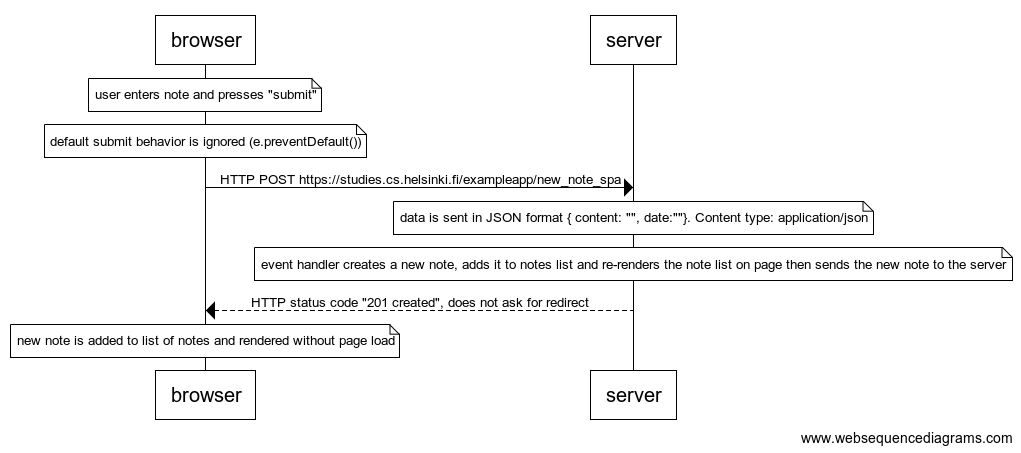 browser
server
user enters note and presses "submit"
default submit behavior is ignored (e.preventDefault())
HTTP POST https://studies.cs.helsinki.fi/exampleapp/new_note_spa
data is sent in JSON format { content: "", date:""}. Content type: application/json
event handler creates a new note, adds it to notes list and re-renders the note list on page then sends the new note to the server
HTTP status code "201 created", does not ask for redirect
new note is added to list of notes and rendered without page load
browser
server
www.websequencediagrams.com